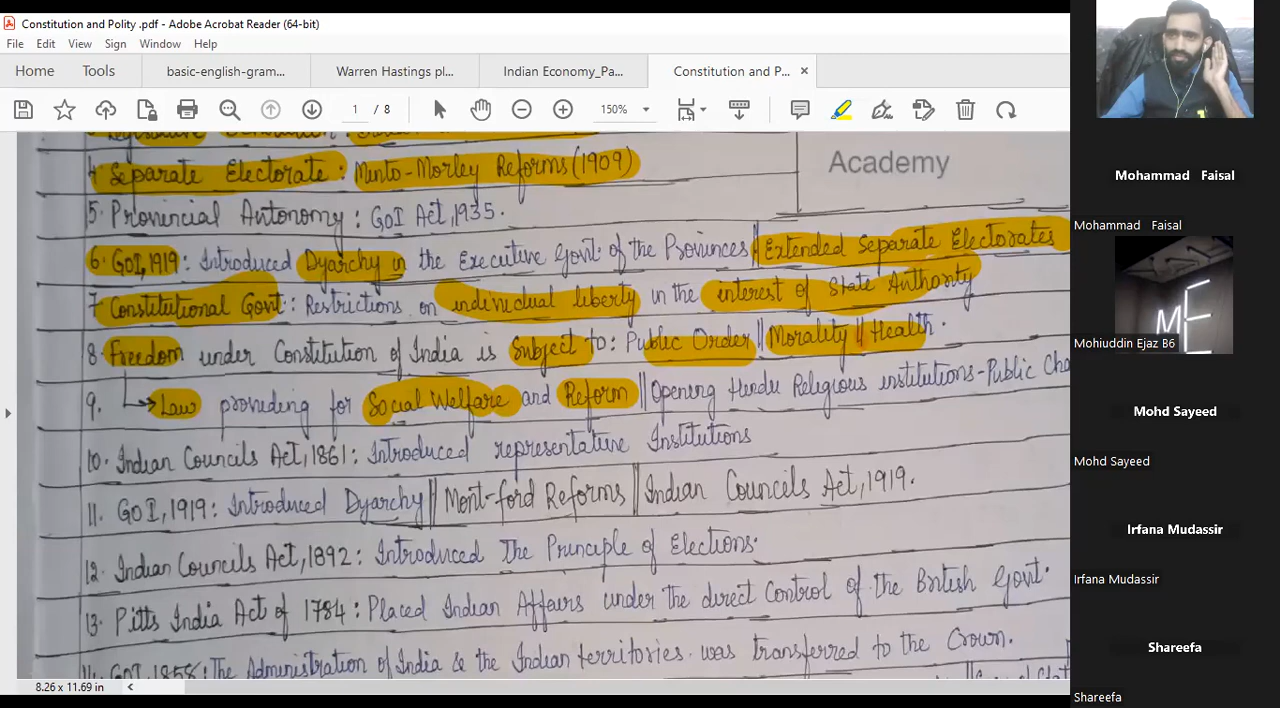 Constitution and Polity .pdf - Adobe Acrobat Reader (64-bit)
File Edit View Sign Window Help
Home Tools basic-english-gram... Warren Hastings pl... Indian Economy_Pa... Constitution and P... ×
1 / 8 150%
4. Separate Electorate: Minto-Morley Reforms (1909)
Academy
5. Provincial Autonomy: GoI Act, 1935.
6. GoI, 1919: Introduced Dyarchy in the Executive Govt. of the Provinces || Extended Separate Electorates
7. Constitutional Govt: Restrictions on individual liberty in the interest of State Authority
8. Freedom under Constitution of India is Subject to: Public Order || Morality || Health.
9. Law providing for Social Welfare and Reform || Opening Hindu Religious institutions - Public Cha
10. Indian Councils Act, 1861: Introduced representative Institutions
11. GoI, 1919: Introduced Dyarchy || Mont-ford Reforms || Indian Councils Act, 1919.
12. Indian Councils Act, 1892: Introduced the Principle of Elections.
13. Pitts India Act of 1784: Placed Indian Affairs under the direct Control of the British Govt.
14. GoI, 1858: The Administration of India & the Indian territories was transferred to the Crown.
8.26 x 11.69 in
Mohammad Faisal
Mohammad Faisal
ME
Mohiuddin Ejaz B6
Mohd Sayeed
Mohd Sayeed
Irfana Mudassir
Irfana Mudassir
Shareefa
Shareefa